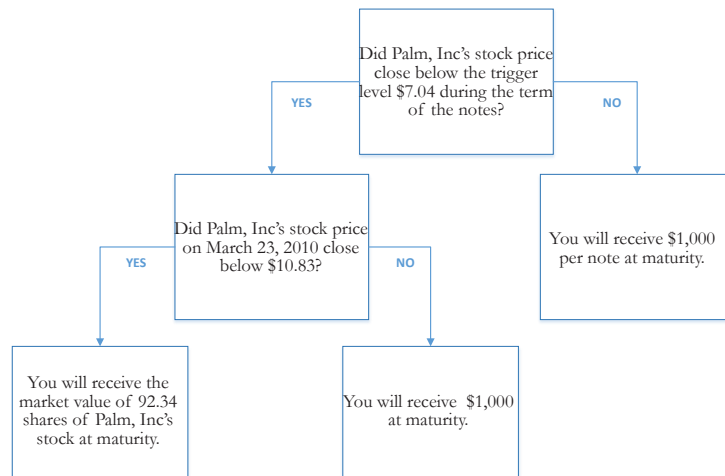 Did Palm, Inc's stock price
close below the trigger
level $7.04 during the term
of the notes?
YES
NO
Did Palm, Inc's stock price
on March 23, 2010 close
below $10.83?
You will receive $1,000
per note at maturity.
YES
NO
You will receive the
market value of 92.34
shares of Palm, Inc's
stock at maturity.
You will receive $1,000
at maturity.